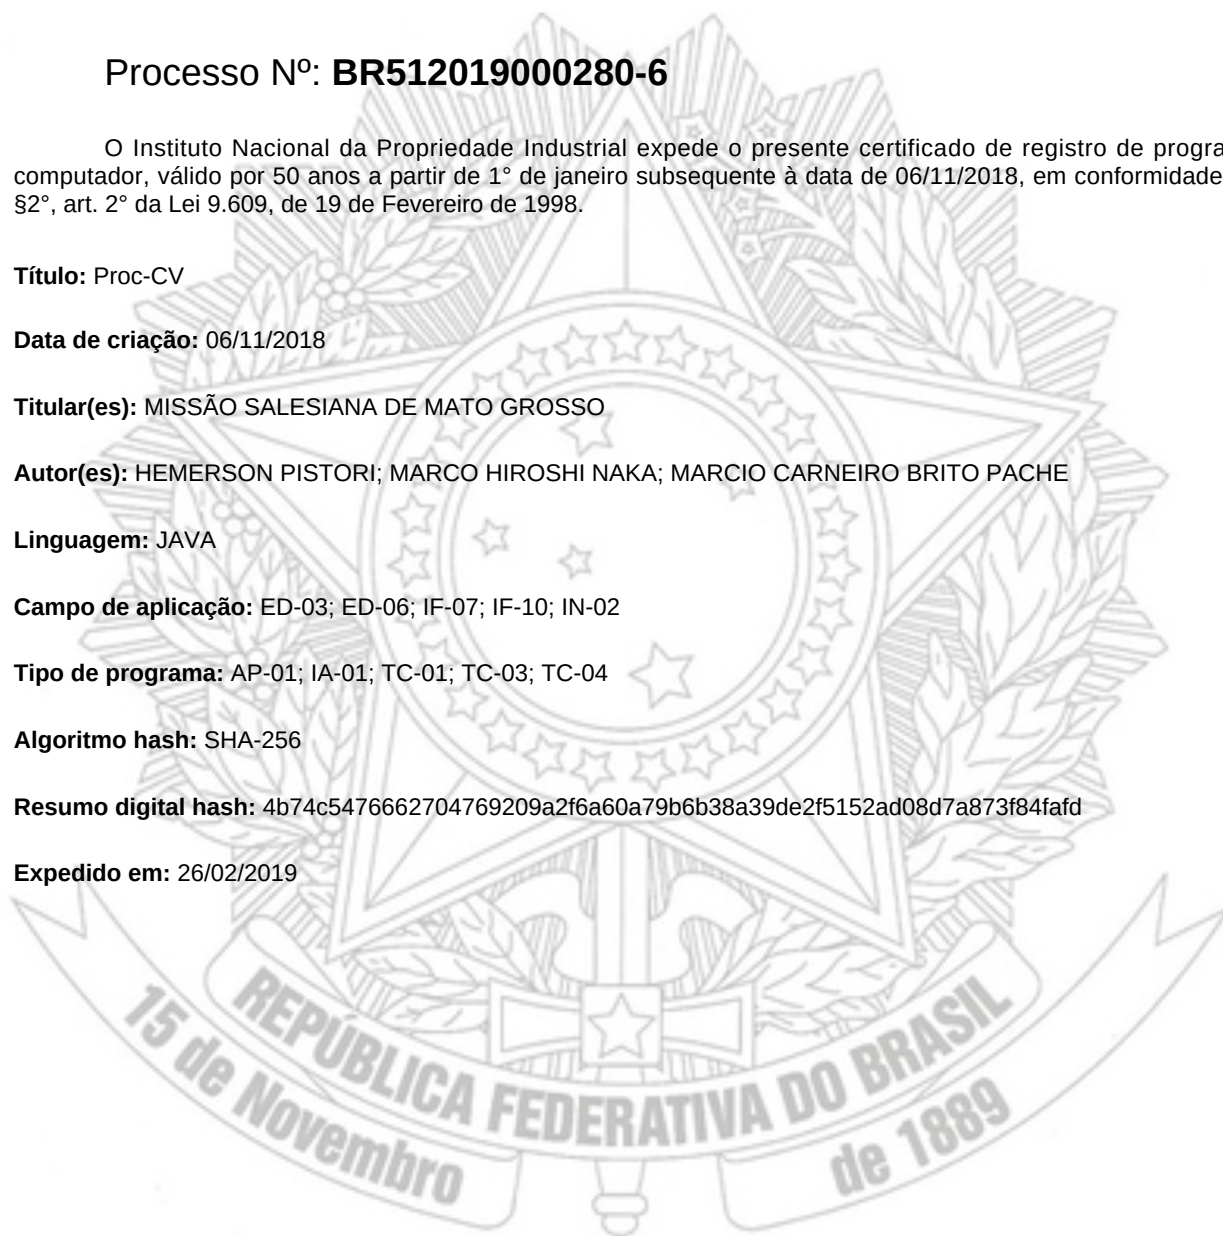 Processo Nº: BR512019000280-6
O Instituto Nacional da Propriedade Industrial expede o presente certificado de registro de progra
computador, válido por 50 anos a partir de 1° de janeiro subsequente à data de 06/11/2018, em conformidade
§2°, art. 2° da Lei 9.609, de 19 de Fevereiro de 1998.
Título: Proc-CV
Data de criação: 06/11/2018
Titular(es): MISSÃO SALESIANA DE MATO GROSSO
Autor(es): HEMERSON PISTORI; MARCO HIROSHI NAKA; MARCIO CARNEIRO BRITO PACHE
Linguagem: JAVA
Campo de aplicação: ED-03; ED-06; IF-07; IF-10; IN-02
Tipo de programa: AP-01; IA-01; TC-01; TC-03; TC-04
Algoritmo hash: SHA-256
Resumo digital hash: 4b74c5476662704769209a2f6a60a79b6b38a39de2f5152ad08d7a873f84fafd
Expedido em: 26/02/2019
REPÚBLICA FEDERATIVA DO BRASIL
15 de Novembro de 1889